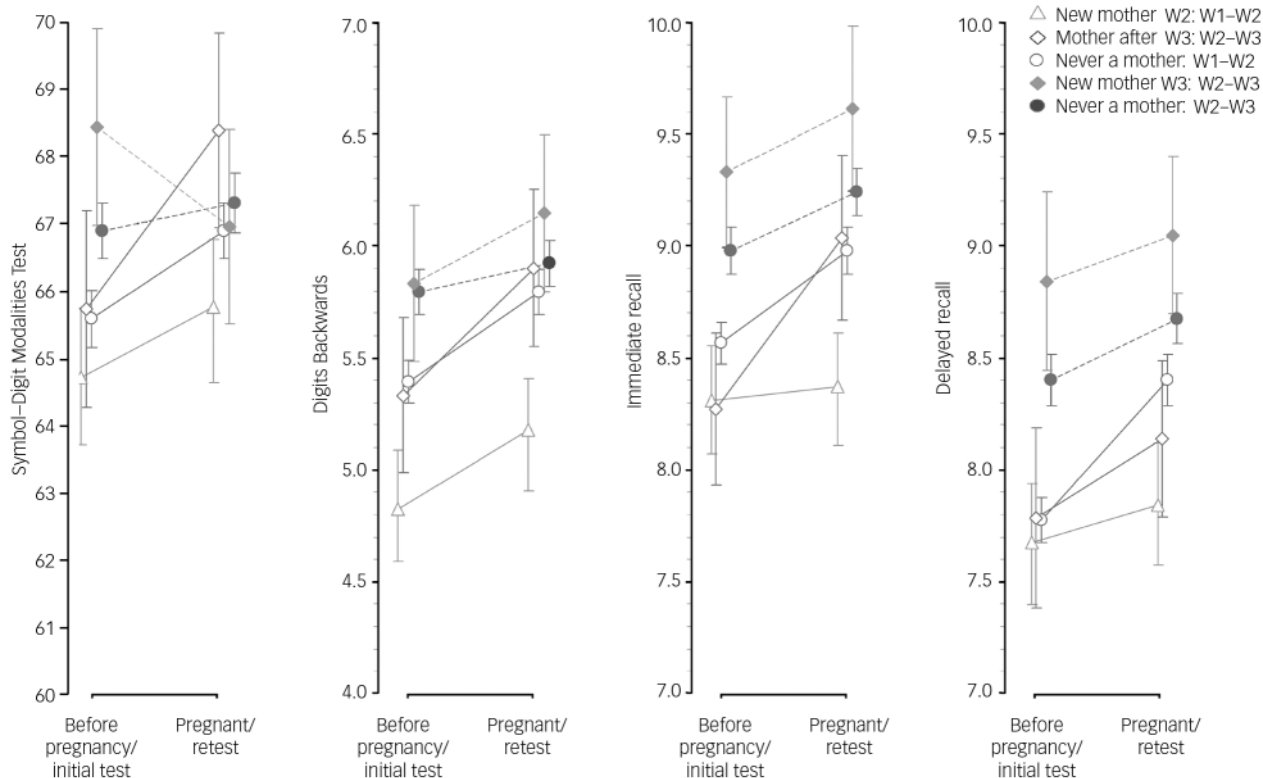 New mother W2: W1–W2
Mother after W3: W2–W3
Never a mother: W1–W2
New mother W3: W2–W3
Never a mother: W2–W3
Symbol–Digit Modalities Test
70
69
68
67
66
65
64
63
62
61
60
Before
pregnancy/
initial test
Pregnant/
retest
Digits Backwards
7.0
6.5
6.0
5.5
5.0
4.5
4.0
Before
pregnancy/
initial test
Pregnant/
retest
Immediate recall
10.0
9.5
9.0
8.5
8.0
7.5
7.0
Before
pregnancy/
initial test
Pregnant/
retest
Delayed recall
10.0
9.5
9.0
8.5
8.0
7.5
7.0
Before
pregnancy/
initial test
Pregnant/
retest